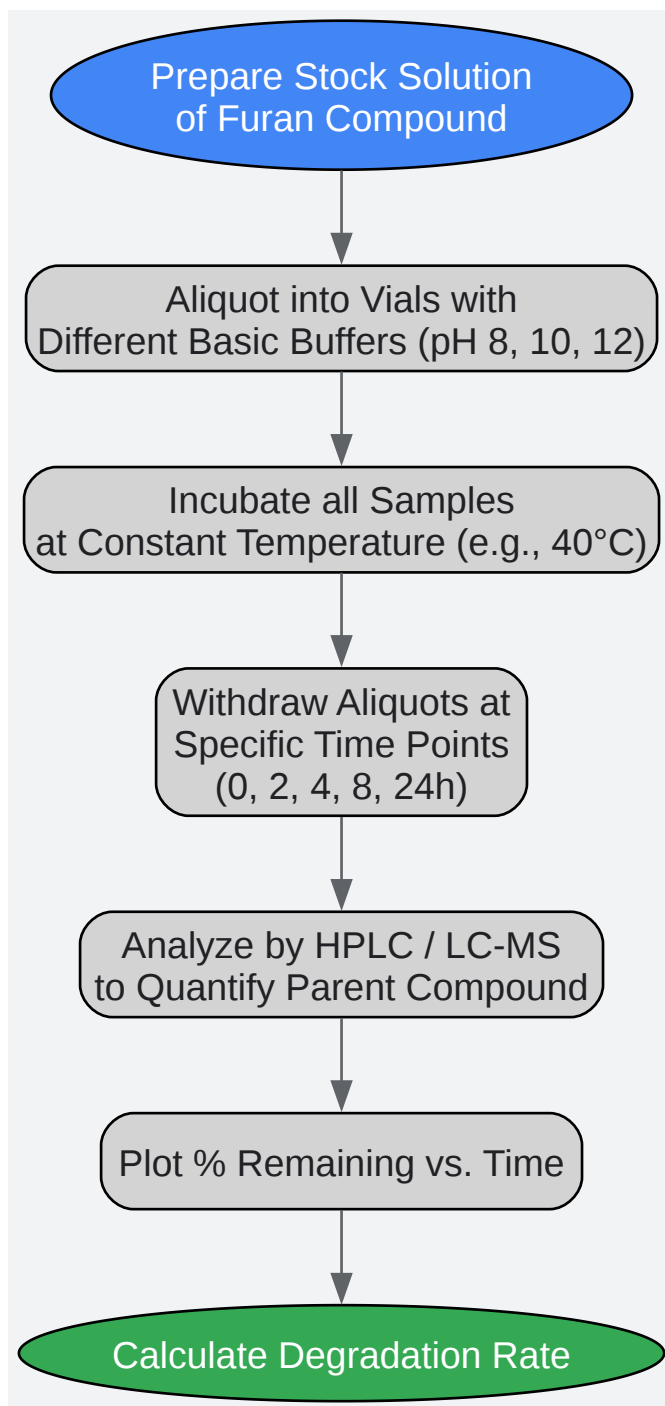 Prepare Stock Solution
of Furan Compound
Aliquot into Vials with
Different Basic Buffers (pH 8, 10, 12)
Incubate all Samples
at Constant Temperature (e.g., 40°C)
Withdraw Aliquots at
Specific Time Points
(0, 2, 4, 8, 24h)
Analyze by HPLC / LC-MS
to Quantify Parent Compound
Plot % Remaining vs. Time
Calculate Degradation Rate